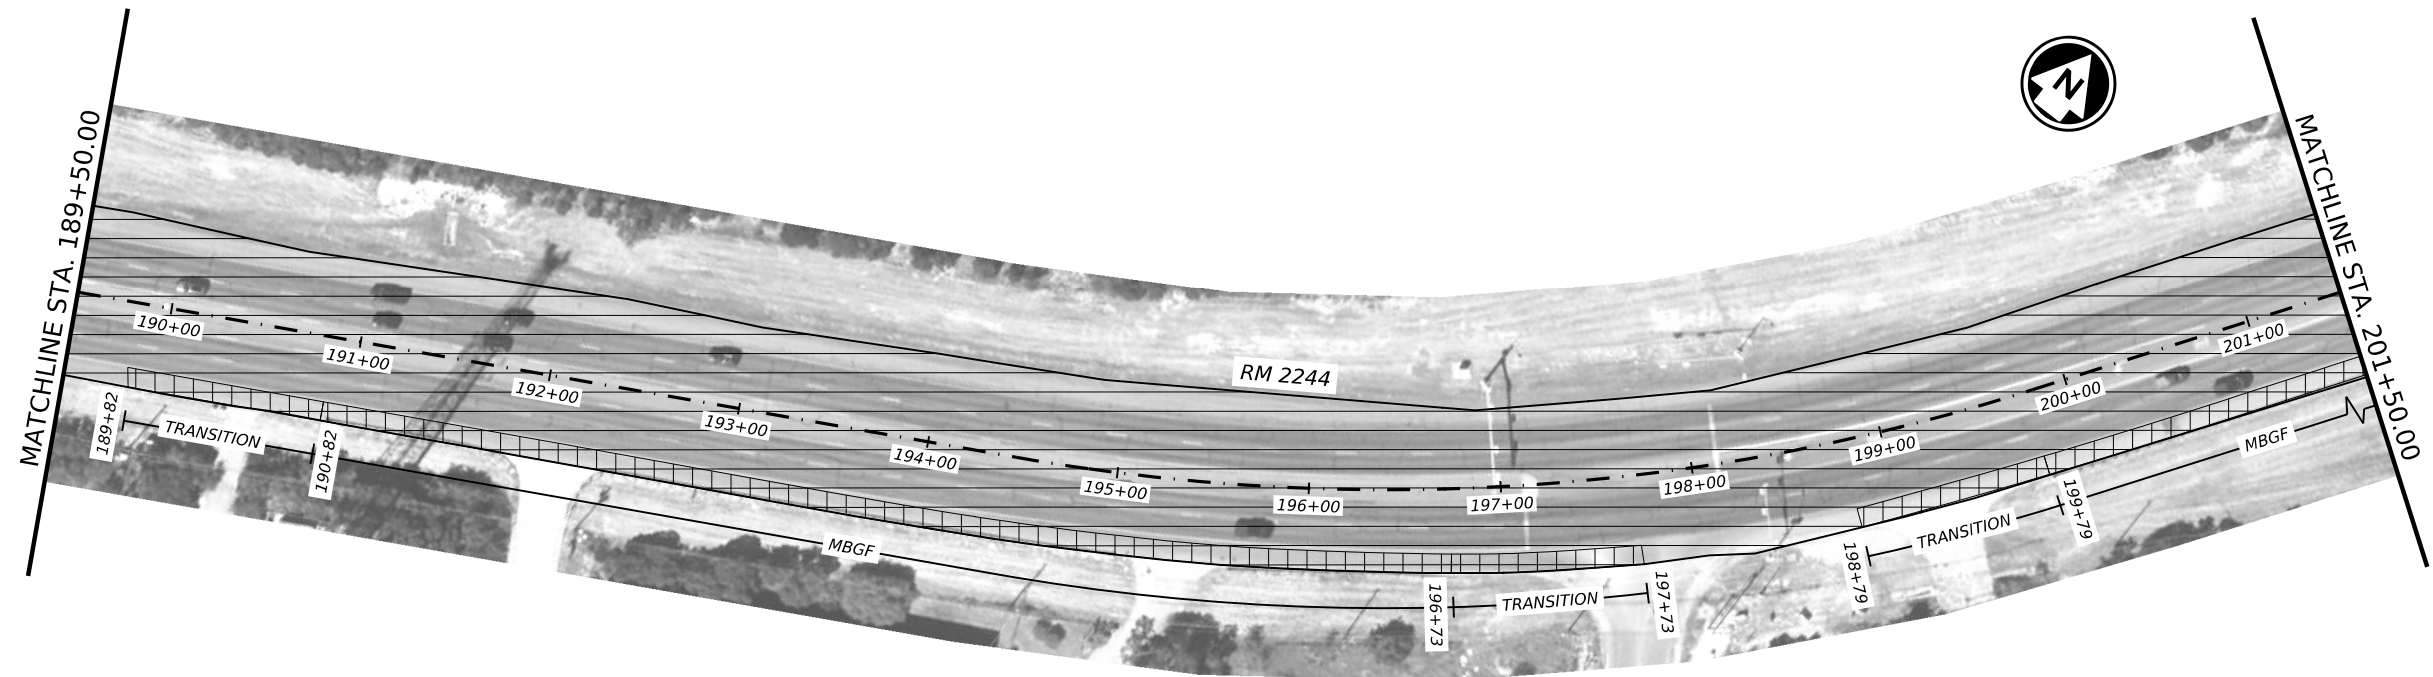 MATCHLINE STA. 189+50.00
N
MATCHLINE STA. 201+50.00
190+00
191+00
192+00
193+00
194+00
195+00
196+00
197+00
198+00
199+00
200+00
201+00
RM 2244
189+82
TRANSITION
190+82
MBGF
196+73
TRANSITION
197+73
198+79
TRANSITION
199+79
MBGF